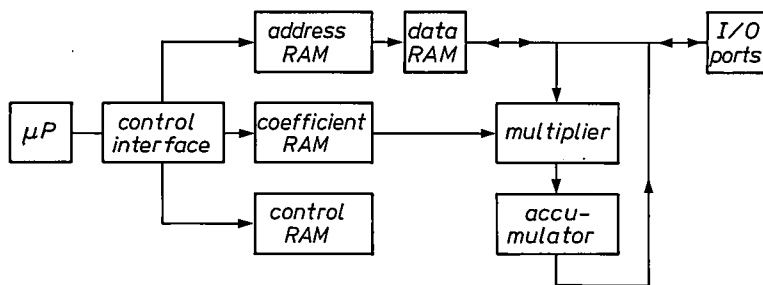 address
RAM
data
RAM
I/O
ports
μP
control
interface
coefficient
RAM
multiplier
control
RAM
accu-
mulator